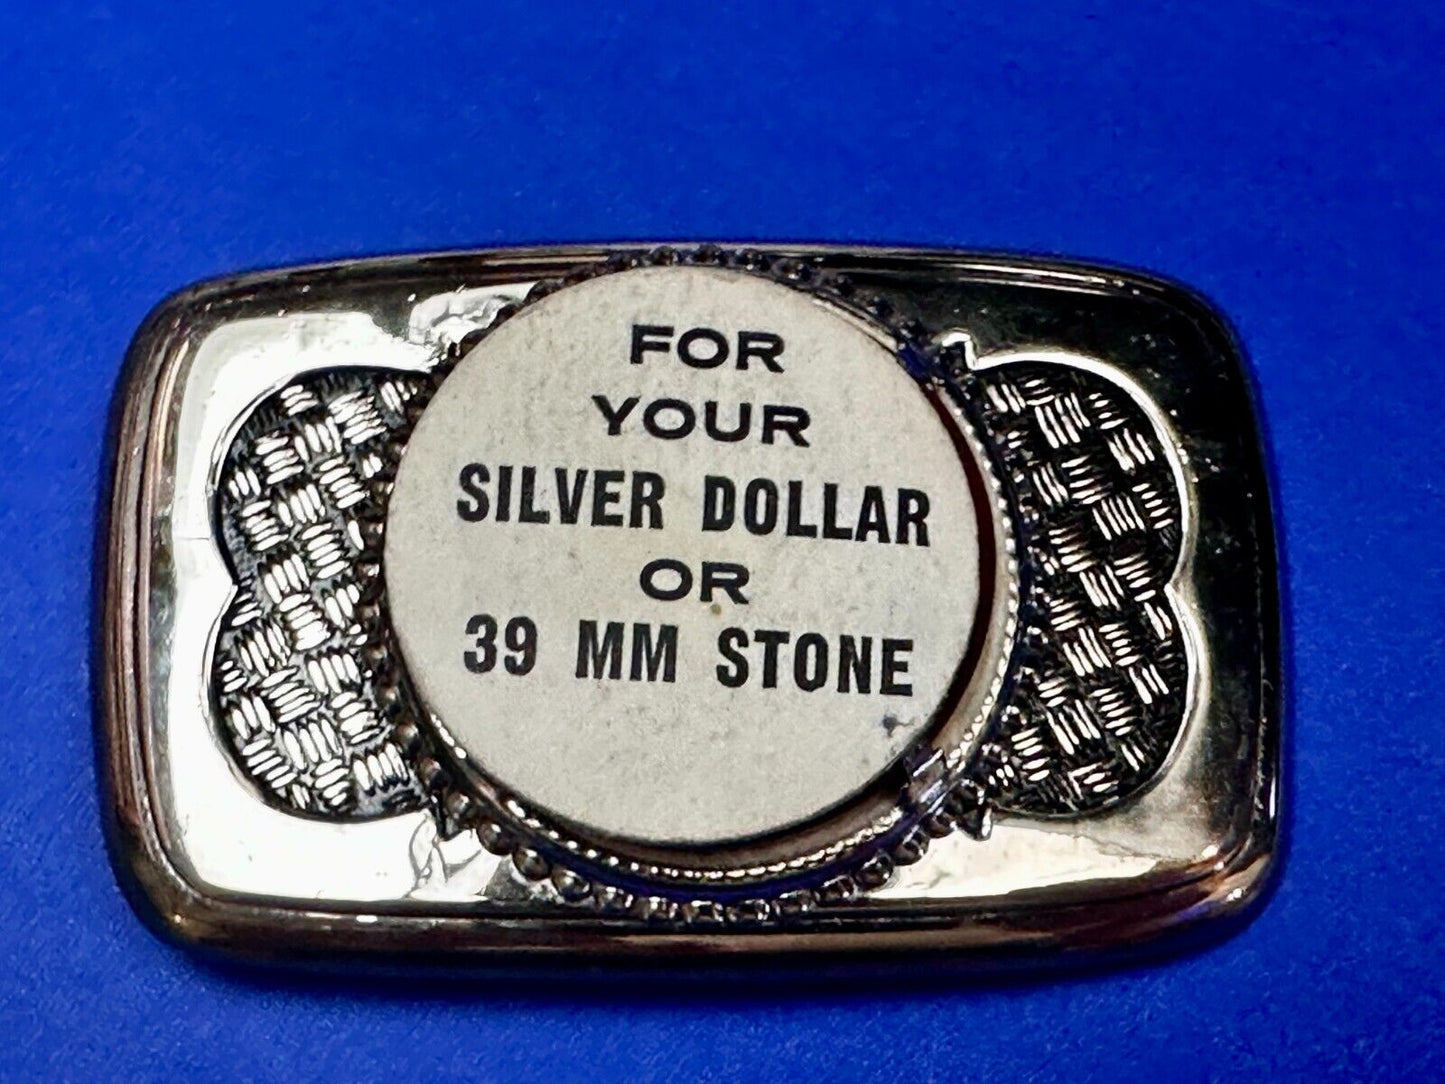 FOR
YOUR
SILVER DOLLAR
OR
39 MM STONE